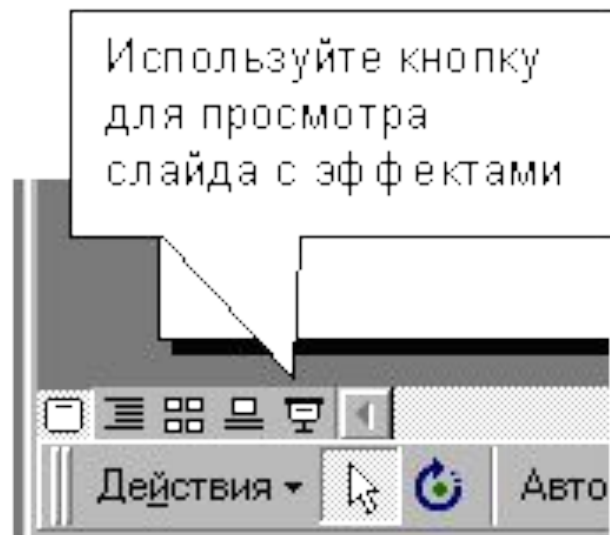 Используйте кнопку
для просмотра
слайда с эффектами
Действия
Авто